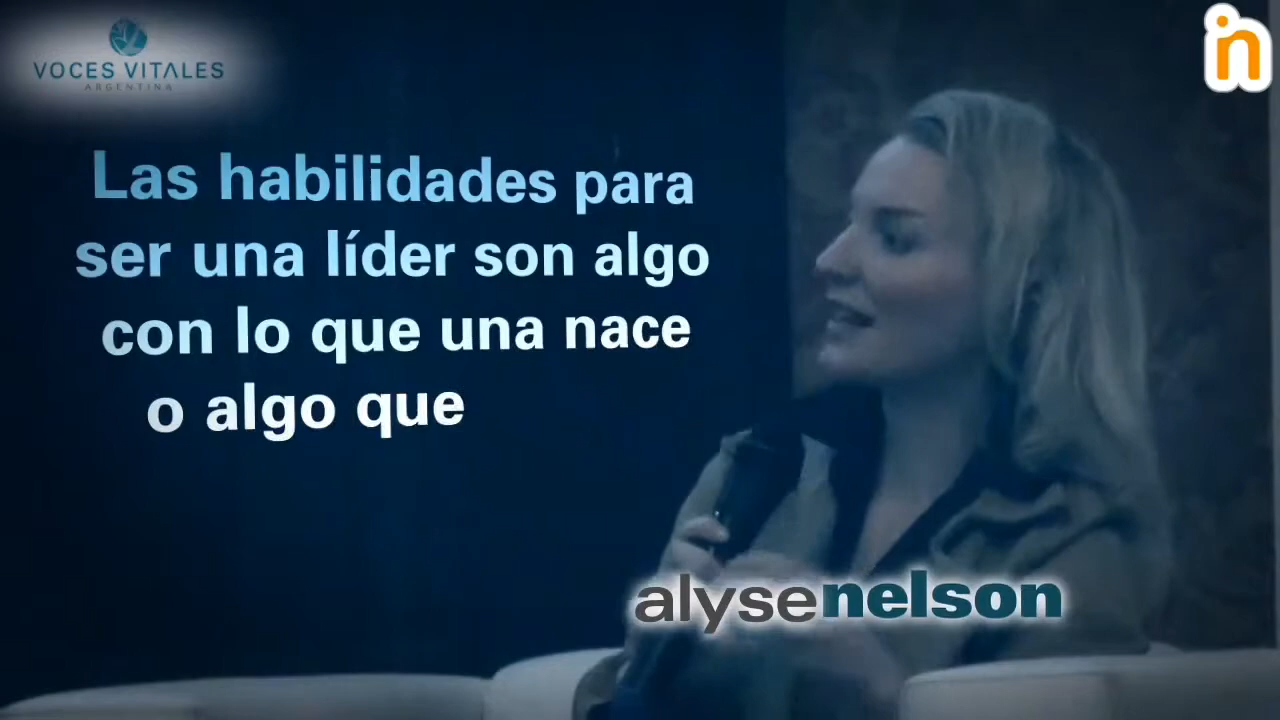 VOCES VITALES
ARGENTINA
in
Las habilidades para
ser una líder son algo
con lo que una nace
o algo que
alysenelson